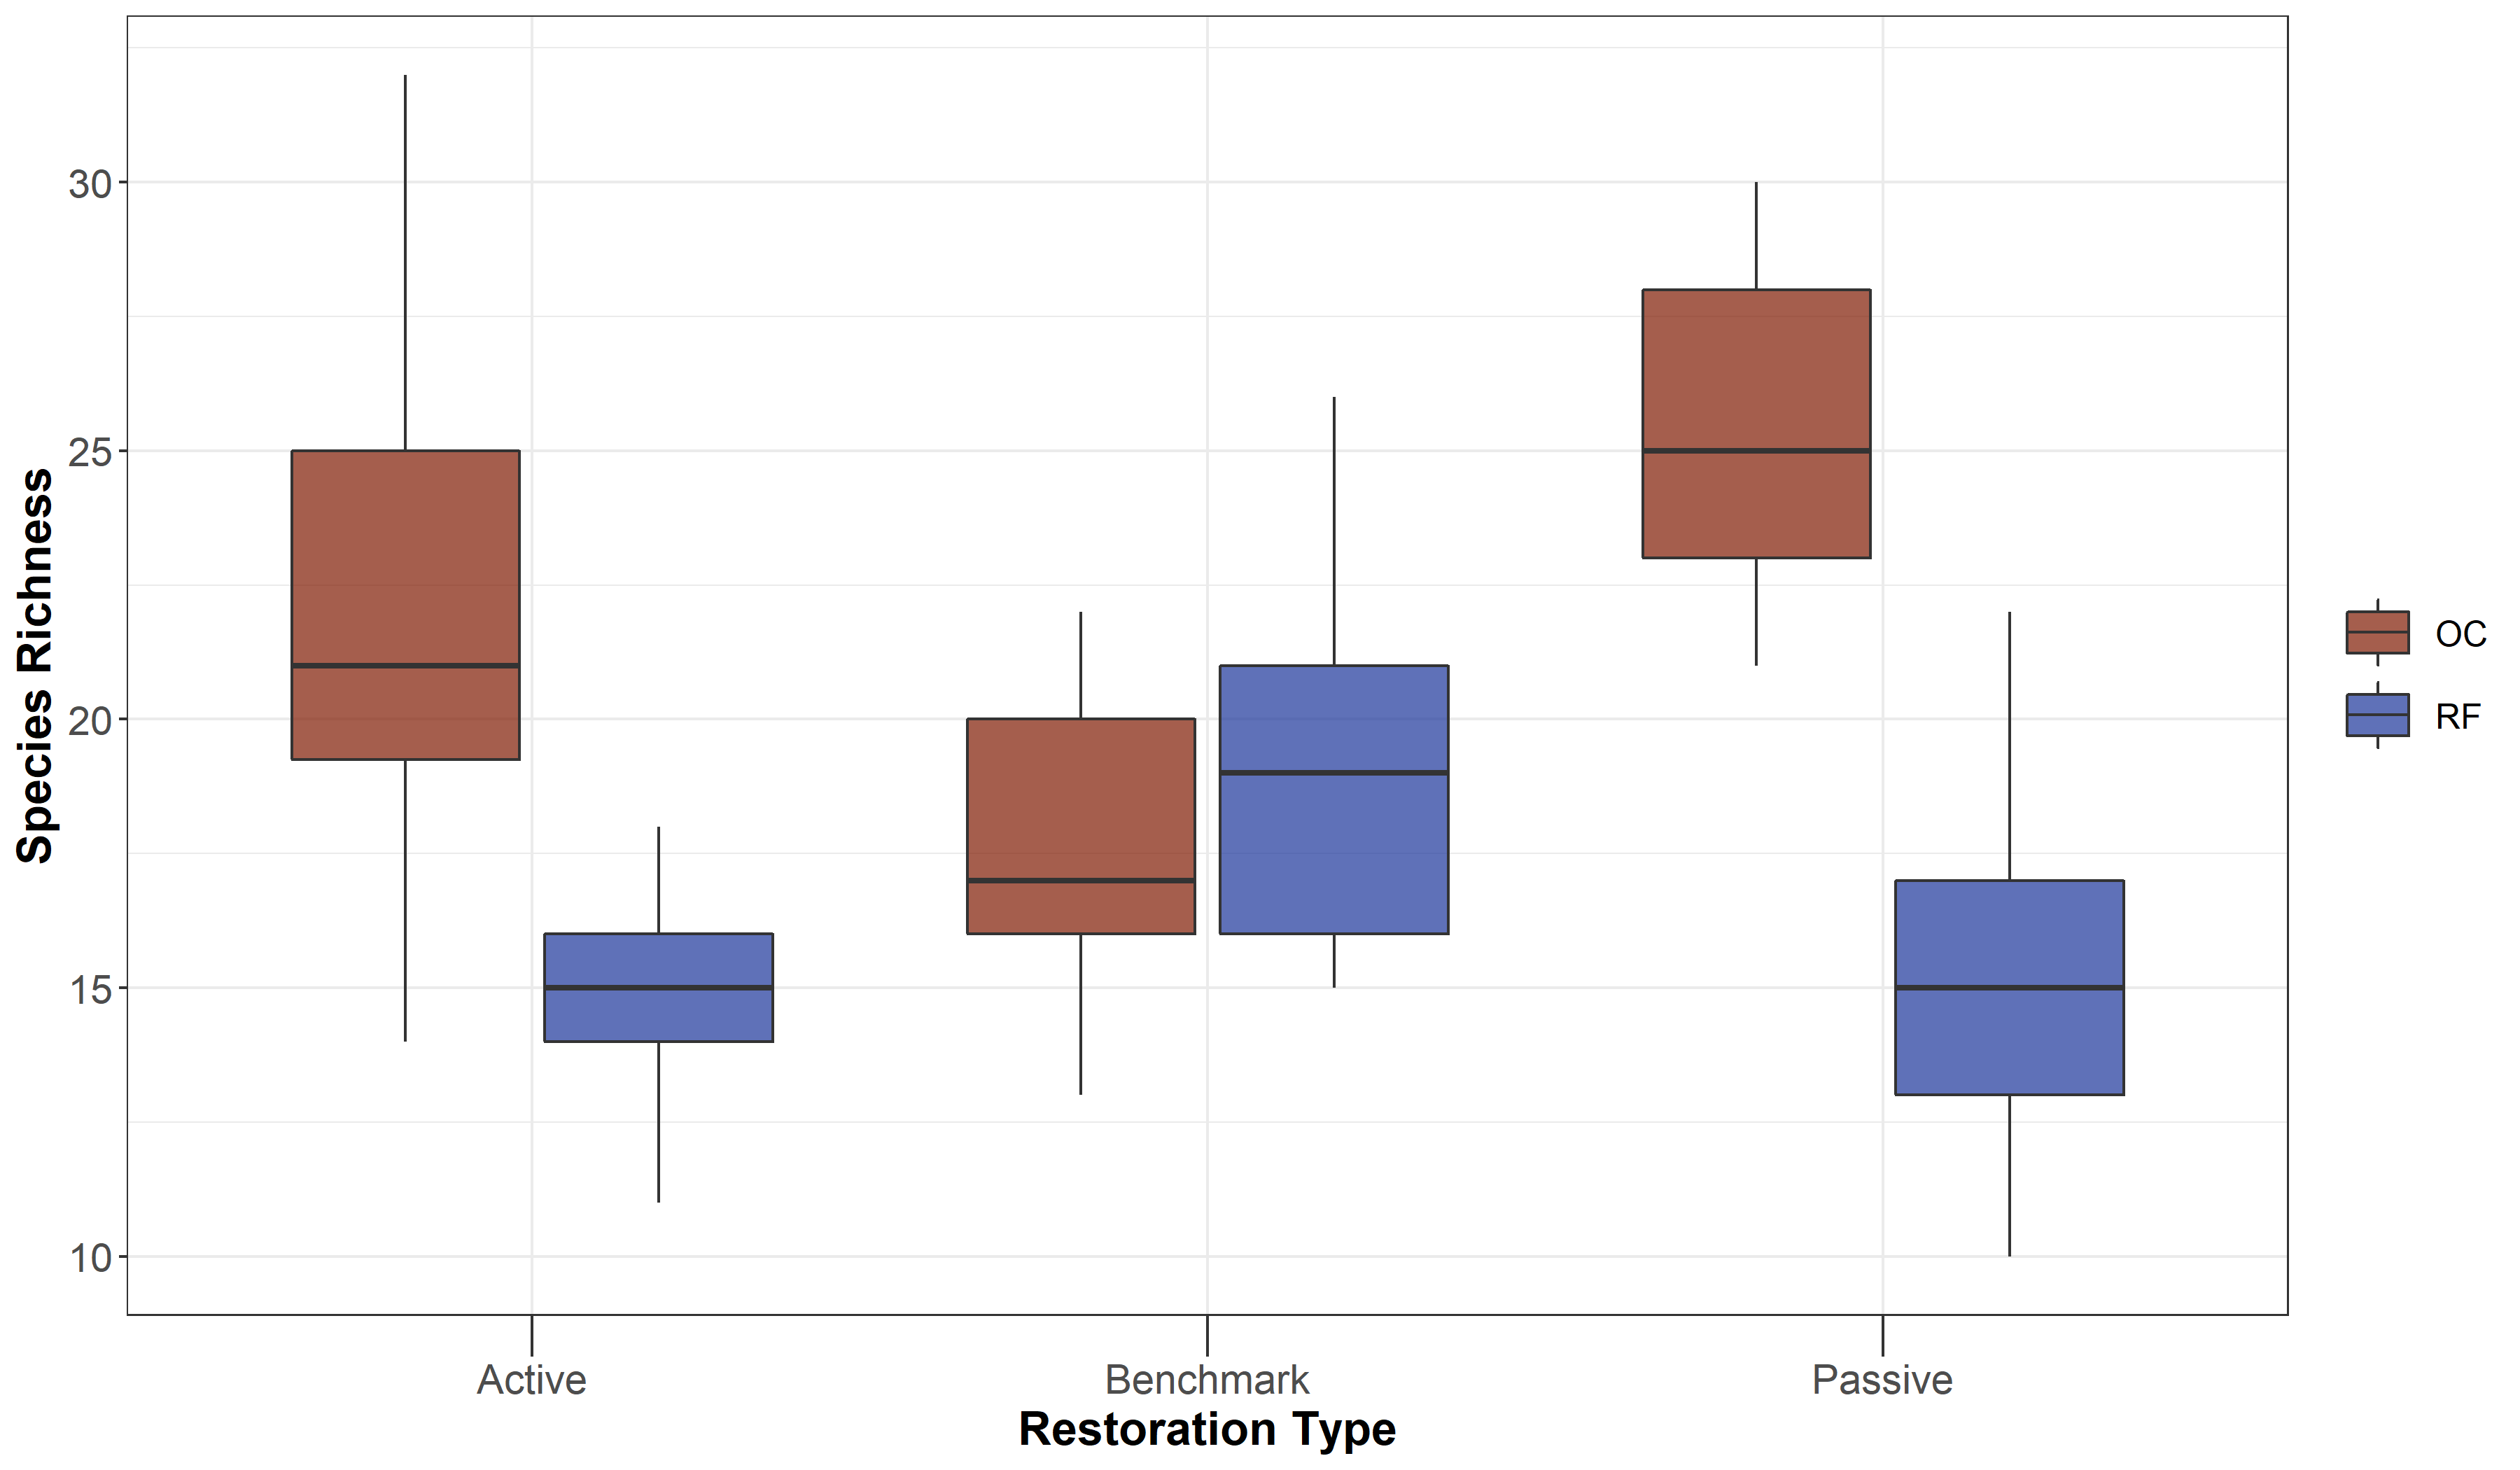 Species Richness
30
25
20
15
10
Active
Benchmark
Passive
Restoration Type
OC
RF